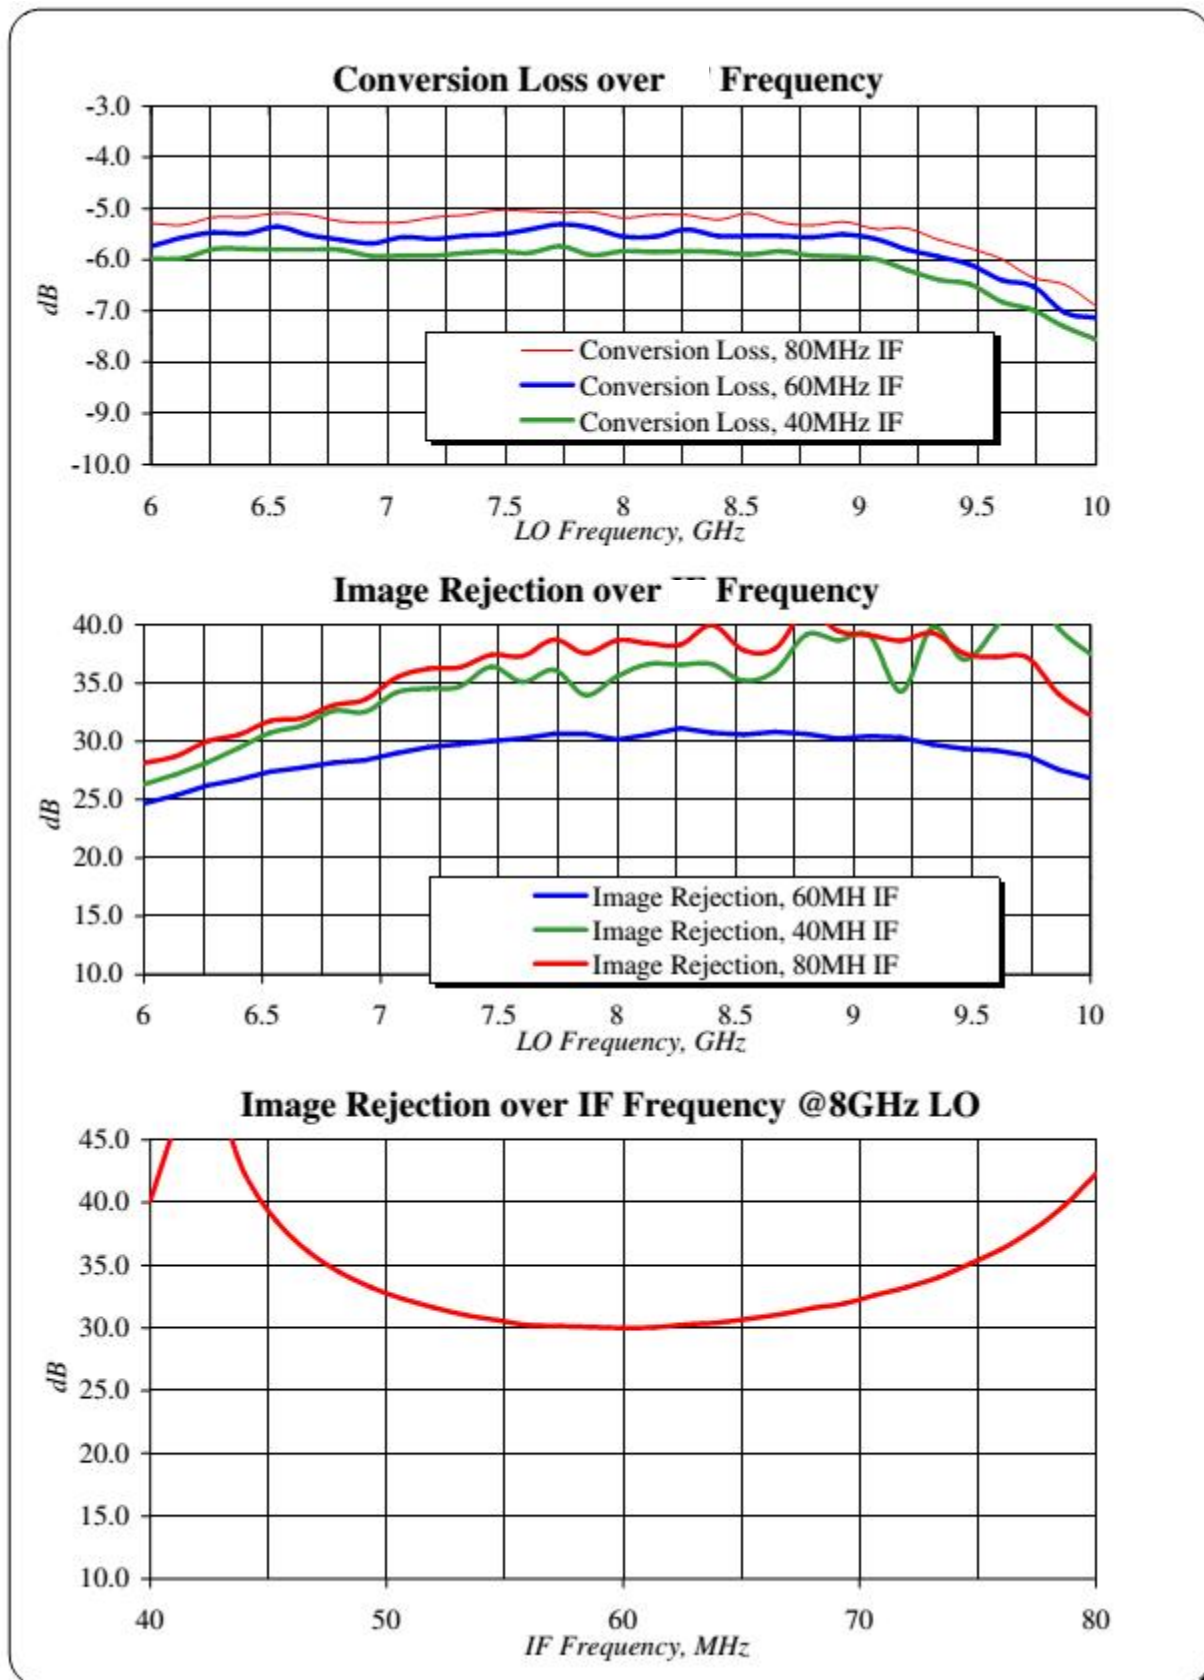 Conversion Loss over Frequency
-3.0
-4.0
-5.0
-6.0
-7.0
-8.0
-9.0
-10.0
dB
Conversion Loss, 80MHz IF
Conversion Loss, 60MHz IF
Conversion Loss, 40MHz IF
6 6.5 7 7.5 8 8.5 9 9.5 10
LO Frequency, GHz
Image Rejection over Frequency
40.0
35.0
30.0
25.0
20.0
15.0
10.0
dB
Image Rejection, 60MH IF
Image Rejection, 40MH IF
Image Rejection, 80MH IF
6 6.5 7 7.5 8 8.5 9 9.5 10
LO Frequency, GHz
Image Rejection over IF Frequency @8GHz LO
45.0
40.0
35.0
30.0
25.0
20.0
15.0
10.0
dB
40 50 60 70 80
IF Frequency, MHz